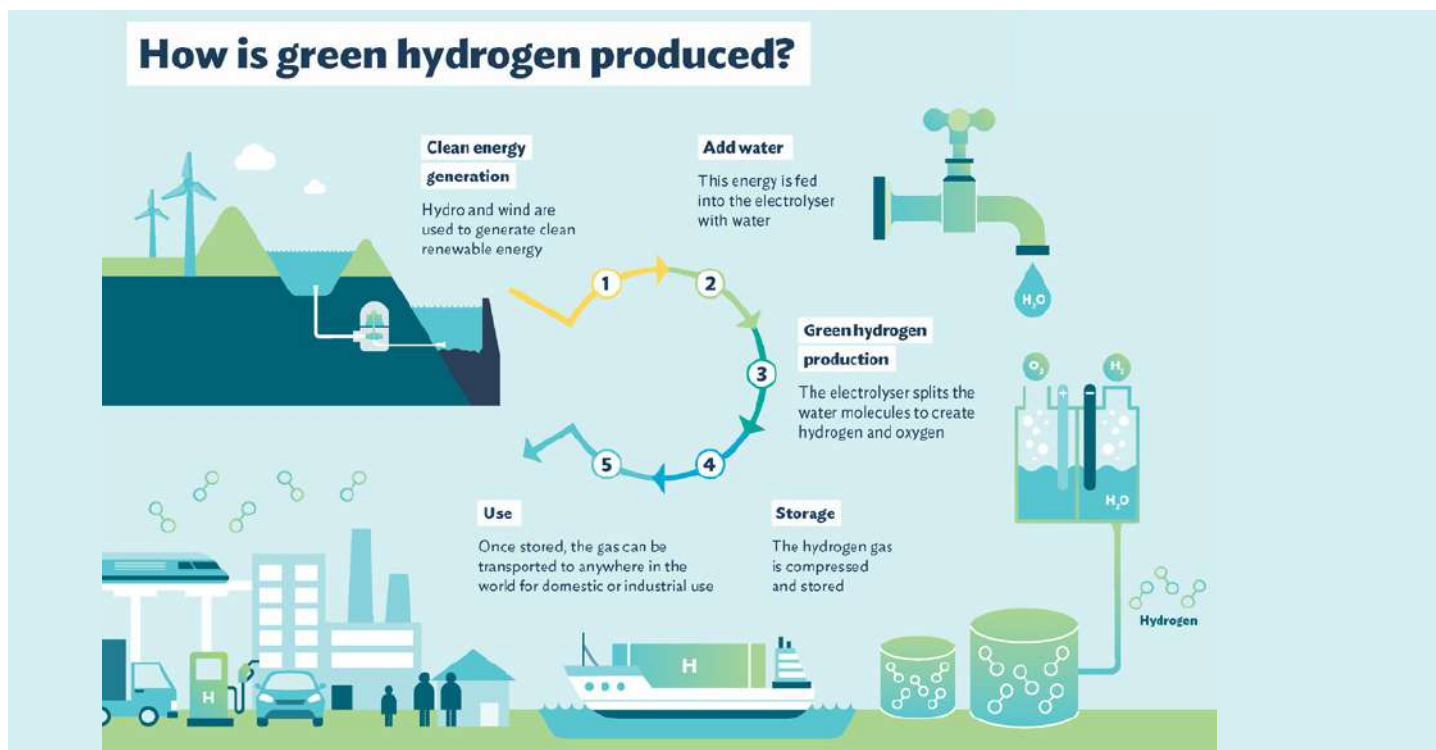 How is green hydrogen produced?
Clean energy
generation
Hydro and wind are
used to generate clean
renewable energy
Add water
This energy is fed
into the electrolyser
with water
H₂O
1
2
3
4
5
Green hydrogen
production
The electrolyser splits the
water molecules to create
hydrogen and oxygen
O₂
H₂
+
−
H₂O
Use
Once stored, the gas can be
transported to anywhere in the
world for domestic or industrial use
Storage
The hydrogen gas
is compressed
and stored
Hydrogen
H
H